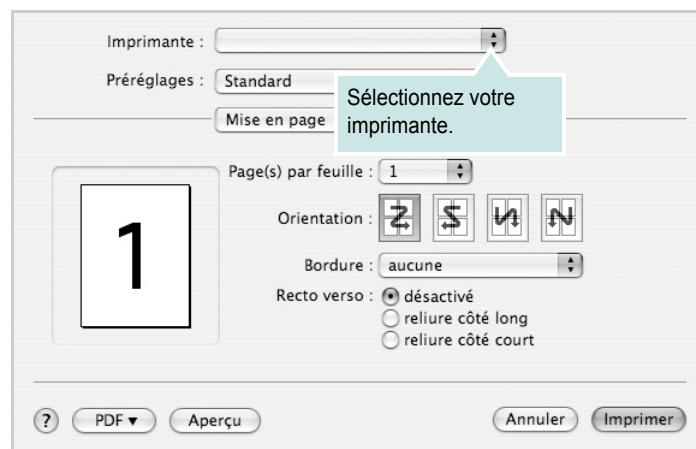 Imprimante :
Préréglages : Standard
Sélectionnez votre
imprimante.
Mise en page
Page(s) par feuille : 1
1
Orientation :
Bordure : aucune
Recto verso : désactivé
reliure côté long
reliure côté court
? PDF ▼ Aperçu Annuler Imprimer